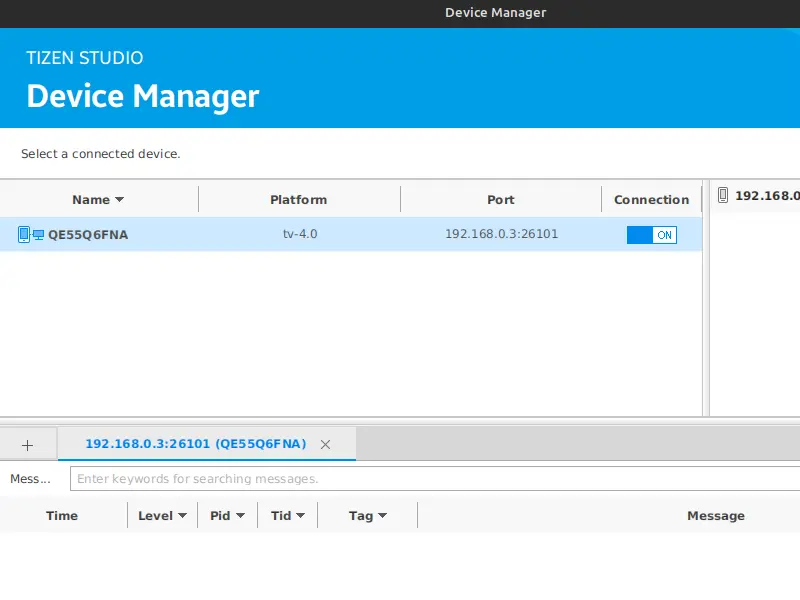 Device Manager
TIZEN STUDIO
Device Manager
Select a connected device.
Name Platform Port Connection 192.168.0
QE55Q6FNA tv-4.0 192.168.0.3:26101 ON
192.168.0.3:26101 (QE55Q6FNA)
Mess... Enter keywords for searching messages.
Time Level Pid Tid Tag Message